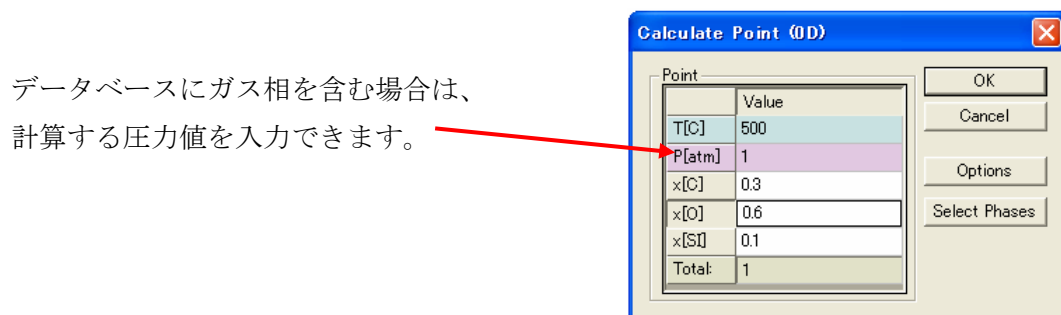 データベースにガス相を含む場合は、
計算する圧力値を入力できます。
Calculate Point (0D)
Point
Value
T[C] 500
P[atm] 1
x[C] 0.3
x[O] 0.6
x[SI] 0.1
Total: 1
OK
Cancel
Options
Select Phases